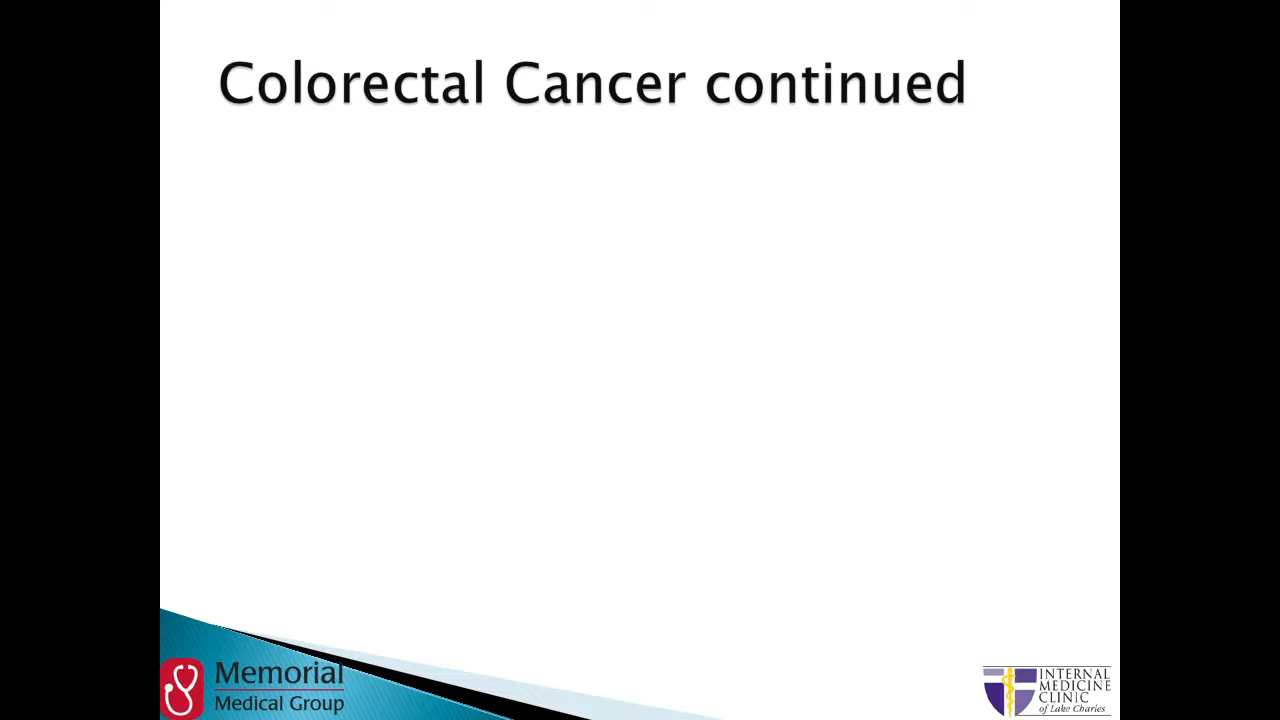 Colorectal Cancer continued
Memorial
Medical Group
INTERNAL
MEDICINE
CLINIC
of Lake Charles